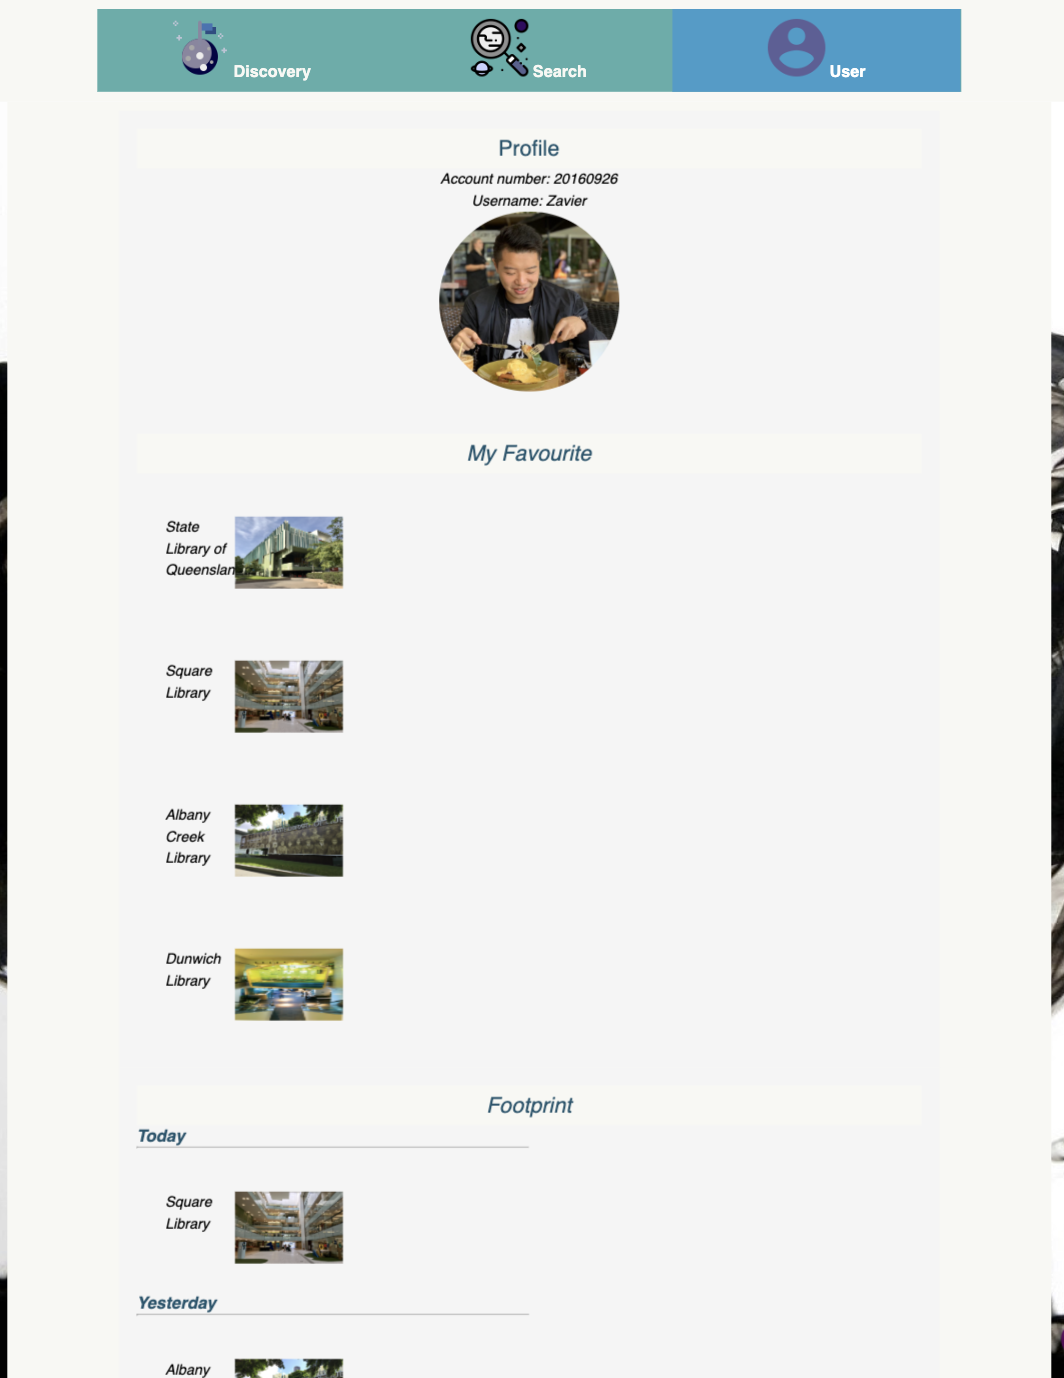 Discovery
Search
User
Profile
Account number: 20160926
Username: Zavier
My Favourite
State
Library of
Queensland
Square
Library
Albany
Creek
Library
Dunwich
Library
Footprint
Today
Square
Library
Yesterday
Albany